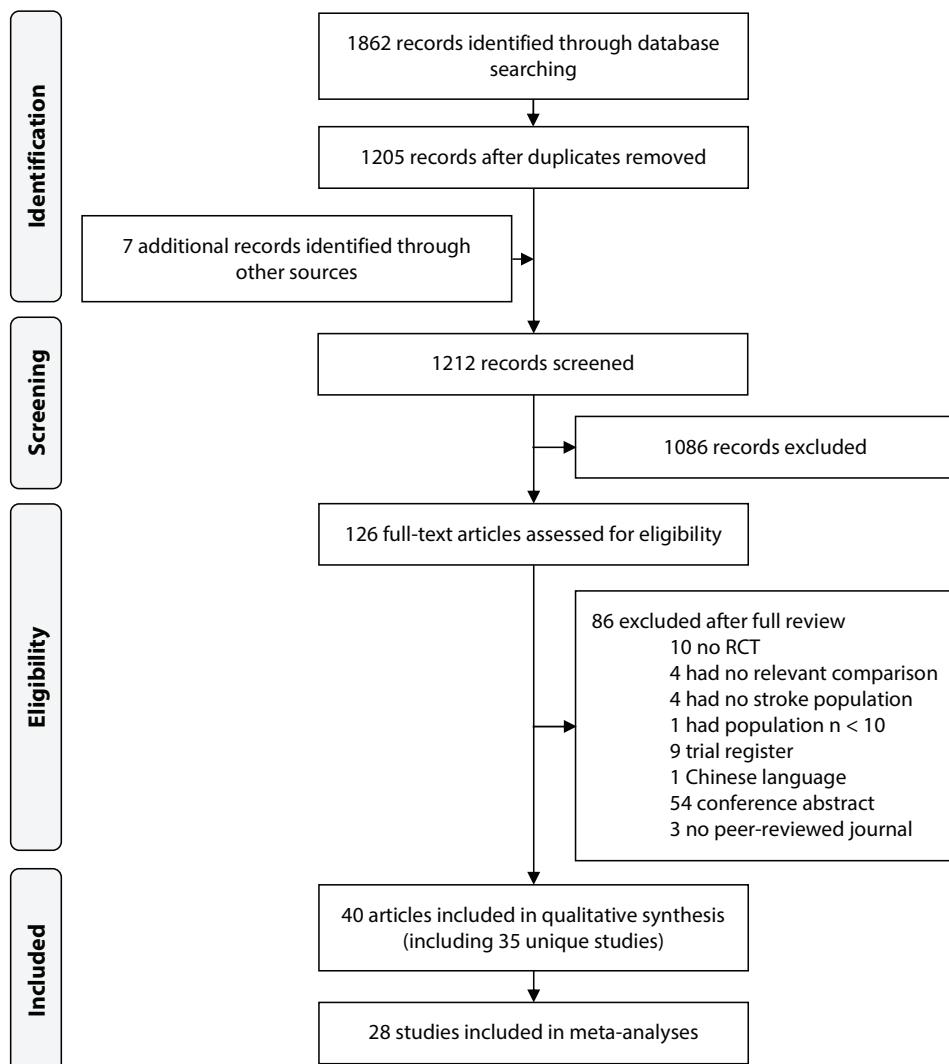 Identification
1862 records identified through database
searching
1205 records after duplicates removed
7 additional records identified through
other sources
Screening
1212 records screened
1086 records excluded
Eligibility
126 full-text articles assessed for eligibility
86 excluded after full review
10 no RCT
4 had no relevant comparison
4 had no stroke population
1 had population n < 10
9 trial register
1 Chinese language
54 conference abstract
3 no peer-reviewed journal
Included
40 articles included in qualitative synthesis
(including 35 unique studies)
28 studies included in meta-analyses